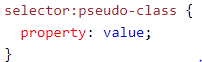 selector:pseudo-class {
  property: value;
} .